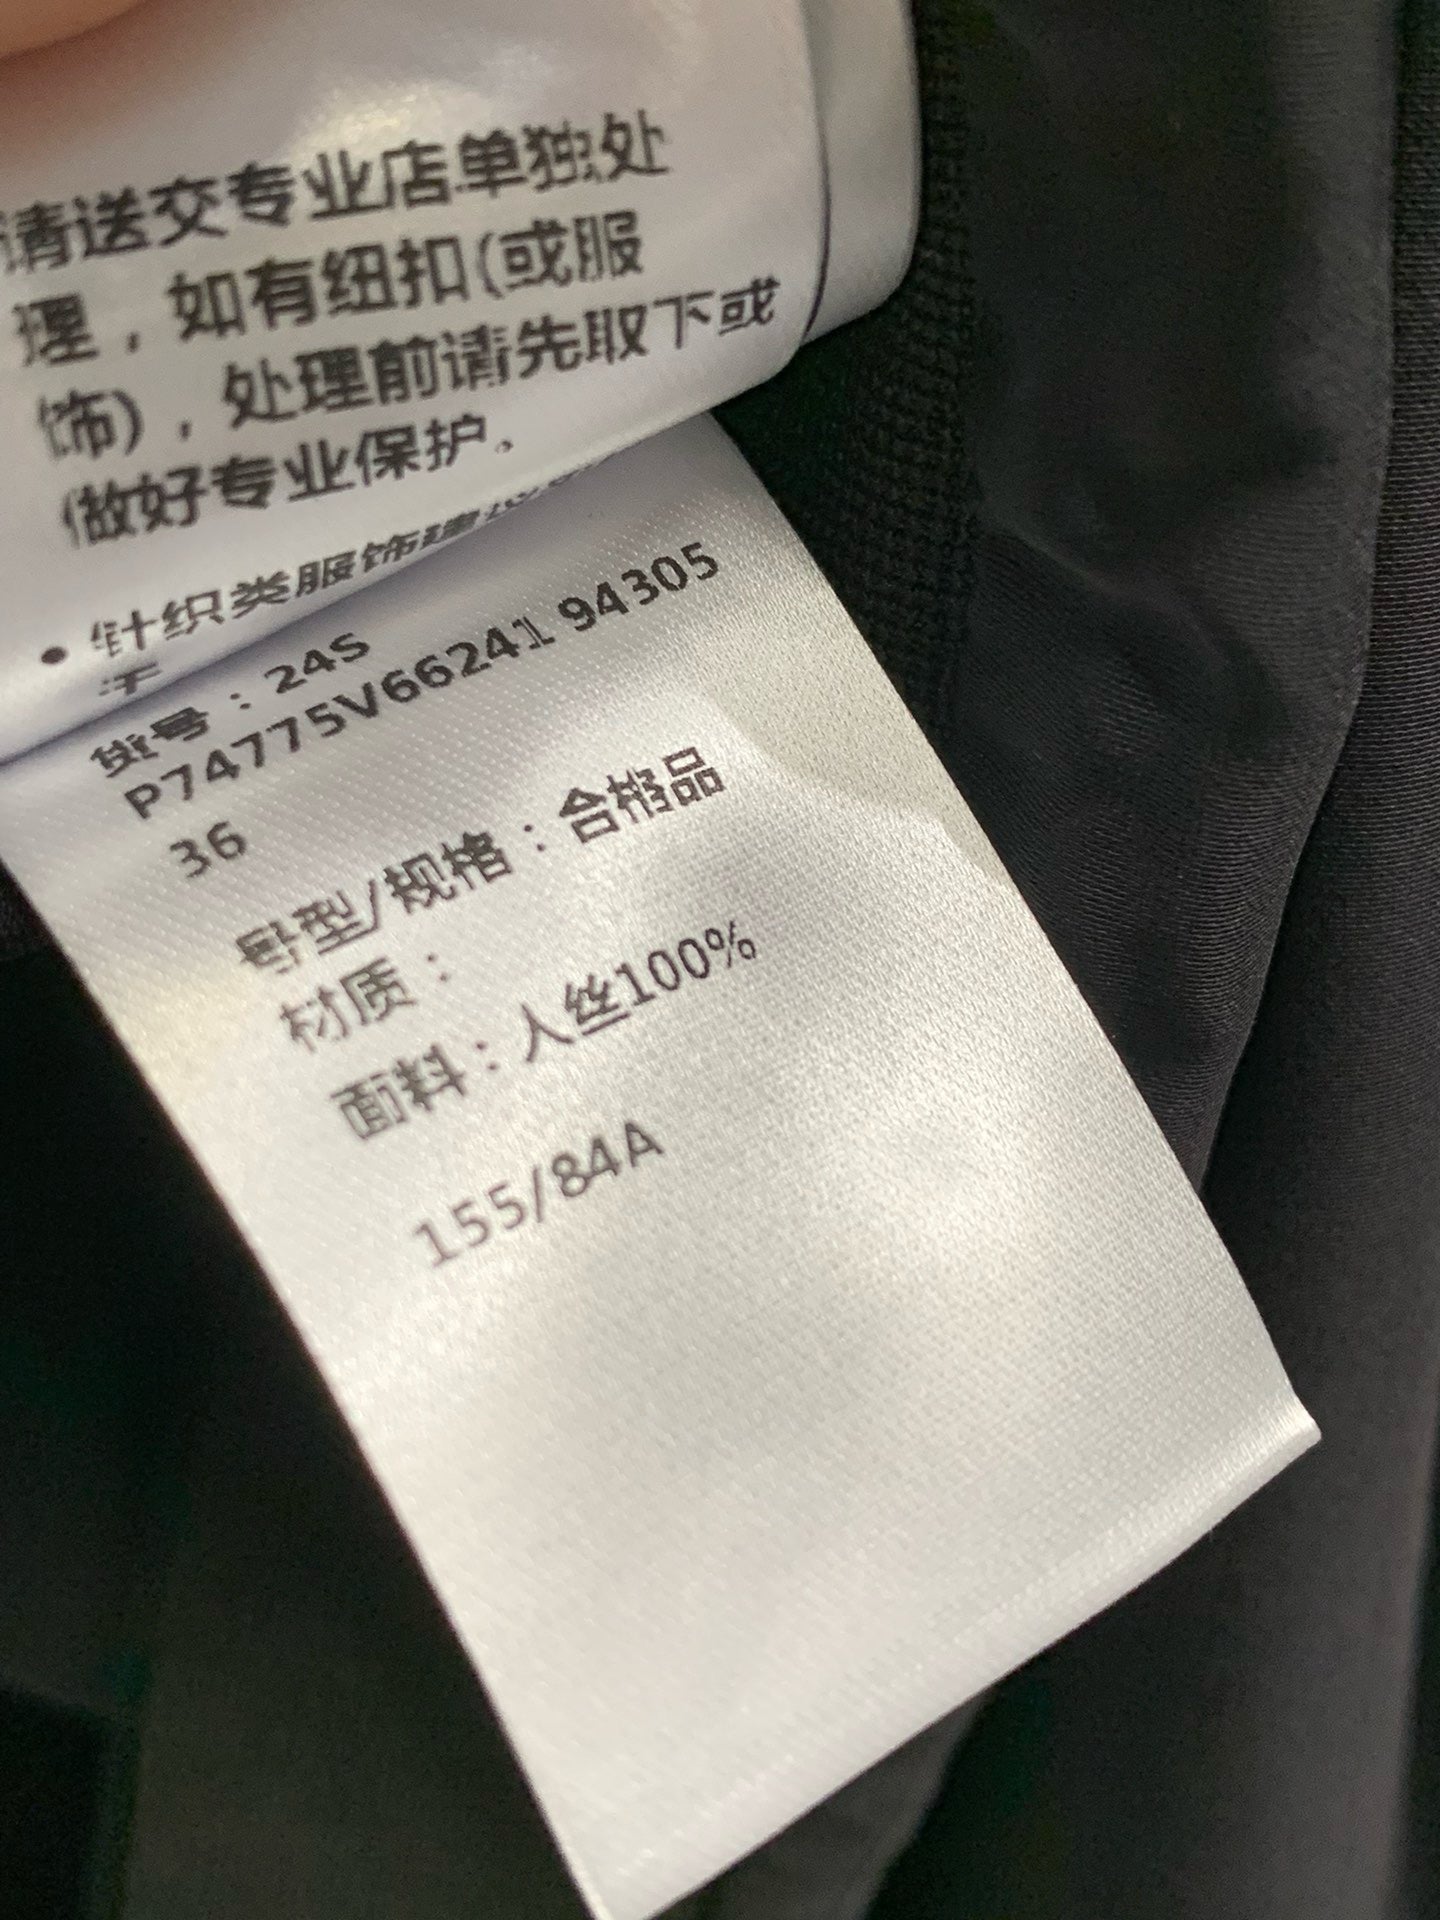 请送交专业店单独处
理，如有纽扣(或服
饰)，处理前请先取下或
做好专业保护。
• 针织类服饰建议
货号：24S
P74775V66241 94305
36
号型/规格：合格品
材质：
面料：人丝100%
155/84A